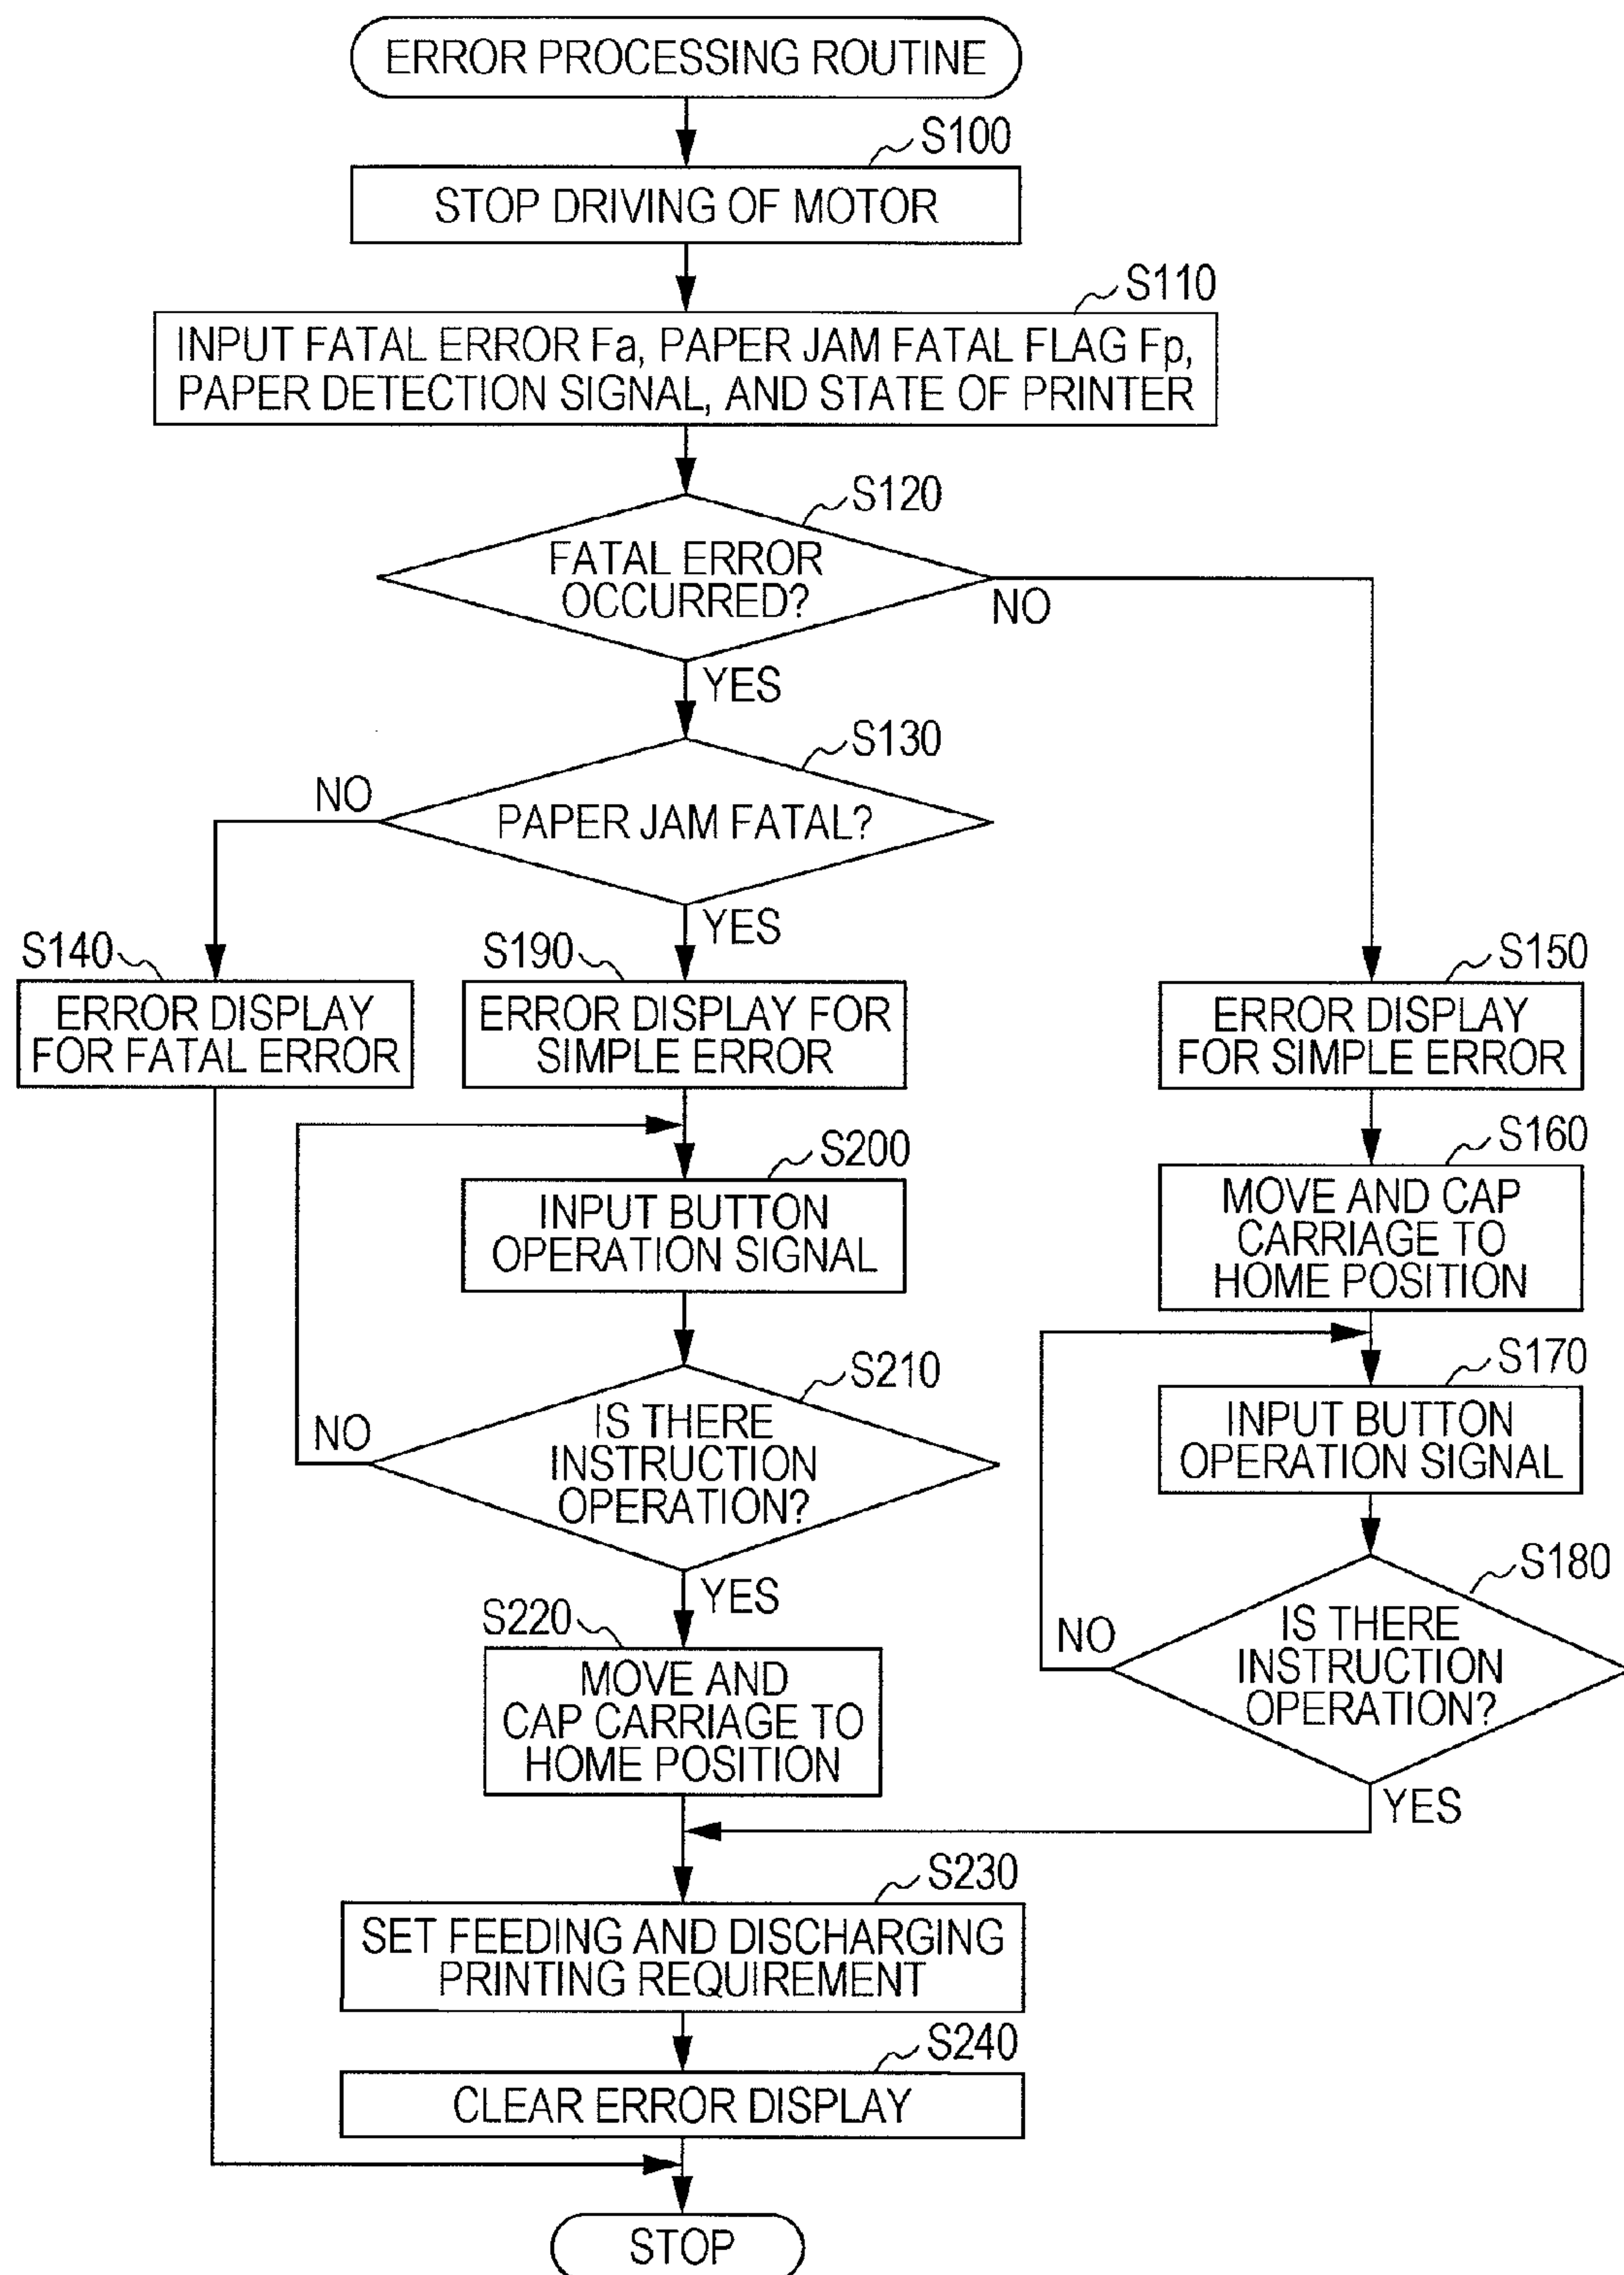 ERROR PROCESSING ROUTINE
S100
STOP DRIVING OF MOTOR
S110
INPUT FATAL ERROR Fa, PAPER JAM FATAL FLAG Fp,
PAPER DETECTION SIGNAL, AND STATE OF PRINTER
S120
FATAL ERROR
OCCURRED?
NO
YES
S130
NO
PAPER JAM FATAL?
YES
S140
ERROR DISPLAY
FOR FATAL ERROR
S190
ERROR DISPLAY FOR
SIMPLE ERROR
S150
ERROR DISPLAY
FOR SIMPLE ERROR
S200
INPUT BUTTON
OPERATION SIGNAL
S160
MOVE AND CAP
CARRIAGE TO
HOME POSITION
S210
NO
IS THERE
INSTRUCTION
OPERATION?
YES
S170
INPUT BUTTON
OPERATION SIGNAL
S180
NO
IS THERE
INSTRUCTION
OPERATION?
YES
S220
MOVE AND
CAP CARRIAGE TO
HOME POSITION
S230
SET FEEDING AND DISCHARGING
PRINTING REQUIREMENT
S240
CLEAR ERROR DISPLAY
STOP